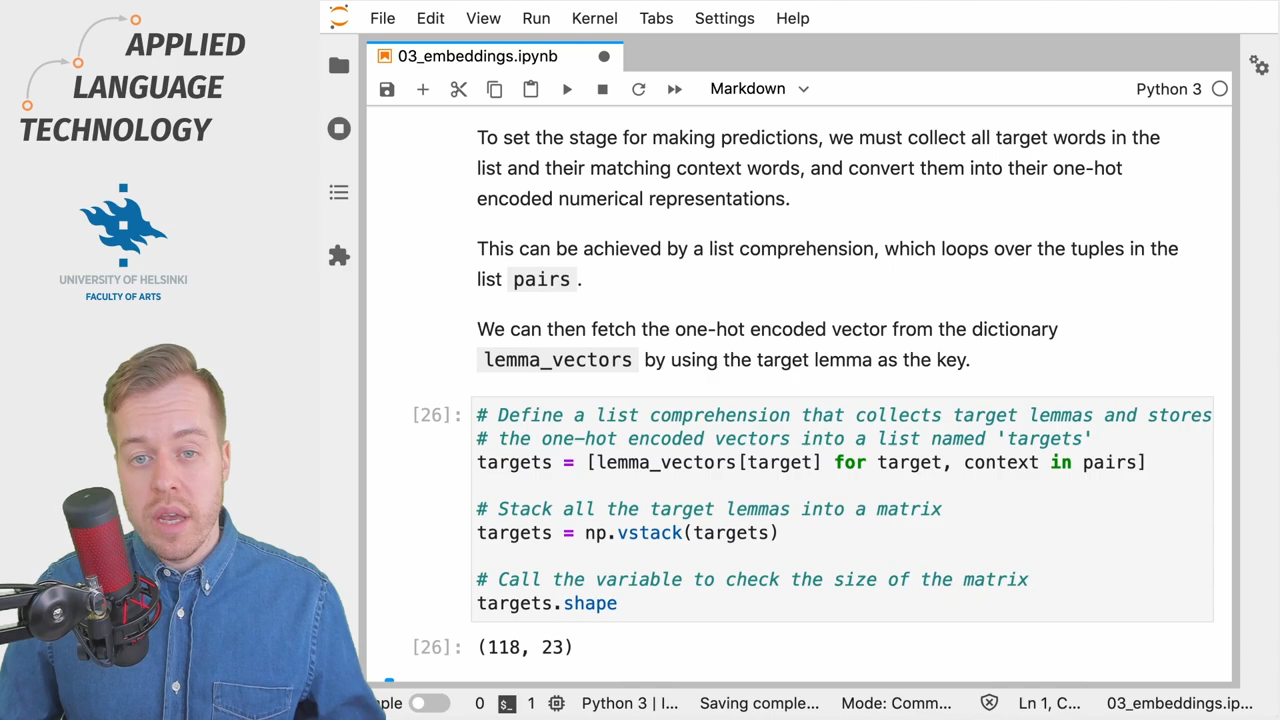 APPLIED
LANGUAGE
TECHNOLOGY
UNIVERSITY OF HELSINKI
FACULTY OF ARTS
File Edit View Run Kernel Tabs Settings Help
03_embeddings.ipynb
Markdown
Python 3
To set the stage for making predictions, we must collect all target words in the
list and their matching context words, and convert them into their one-hot
encoded numerical representations.
This can be achieved by a list comprehension, which loops over the tuples in the
list pairs .
We can then fetch the one-hot encoded vector from the dictionary
lemma_vectors by using the target lemma as the key.
[26]: # Define a list comprehension that collects target lemmas and stores
# the one-hot encoded vectors into a list named 'targets'
targets = [lemma_vectors[target] for target, context in pairs]
# Stack all the target lemmas into a matrix
targets = np.vstack(targets)
# Call the variable to check the size of the matrix
targets.shape
[26]: (118, 23)
ple 0 $_ 1 Python 3 | I... Saving comple... Mode: Comm... Ln 1, C... 03_embeddings.ip...